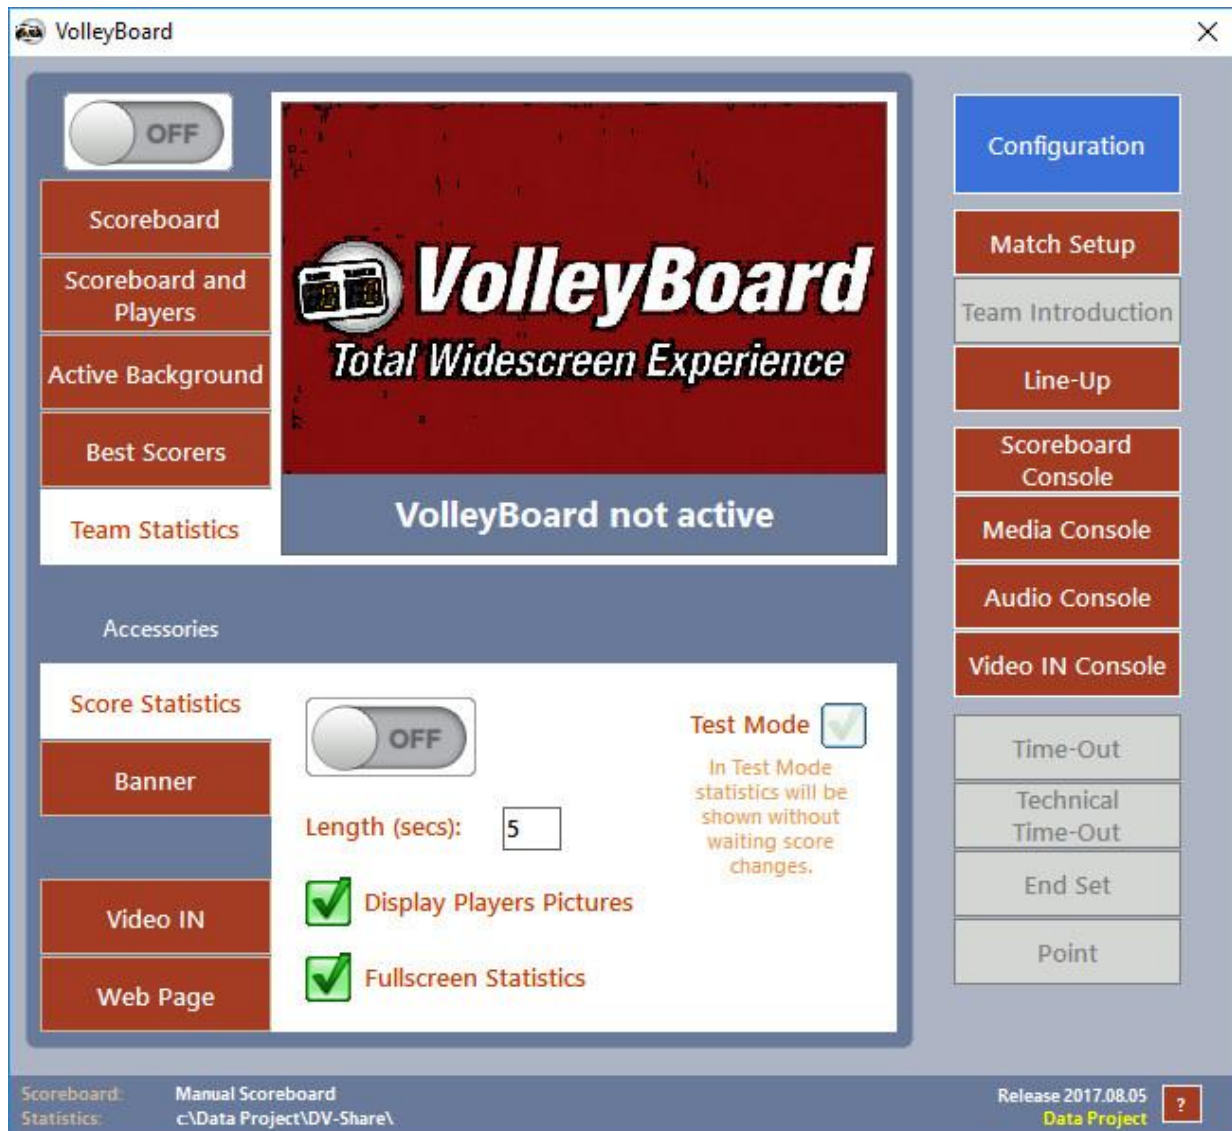 VolleyBoard
OFF
Scoreboard
Scoreboard and
Players
Active Background
Best Scorers
Team Statistics
VolleyBoard
Total Widescreen Experience
VolleyBoard not active
Accessories
Score Statistics
Banner
Video IN
Web Page
OFF
Length (secs): 5
Display Players Pictures
Fullscreen Statistics
Test Mode
In Test Mode
statistics will be
shown without
waiting score
changes.
Configuration
Match Setup
Team Introduction
Line-Up
Scoreboard
Console
Media Console
Audio Console
Video IN Console
Time-Out
Technical
Time-Out
End Set
Point
Scoreboard: Manual Scoreboard
Statistics: c:\Data Project\DV-Share\
Release 2017.08.05
Data Project
?